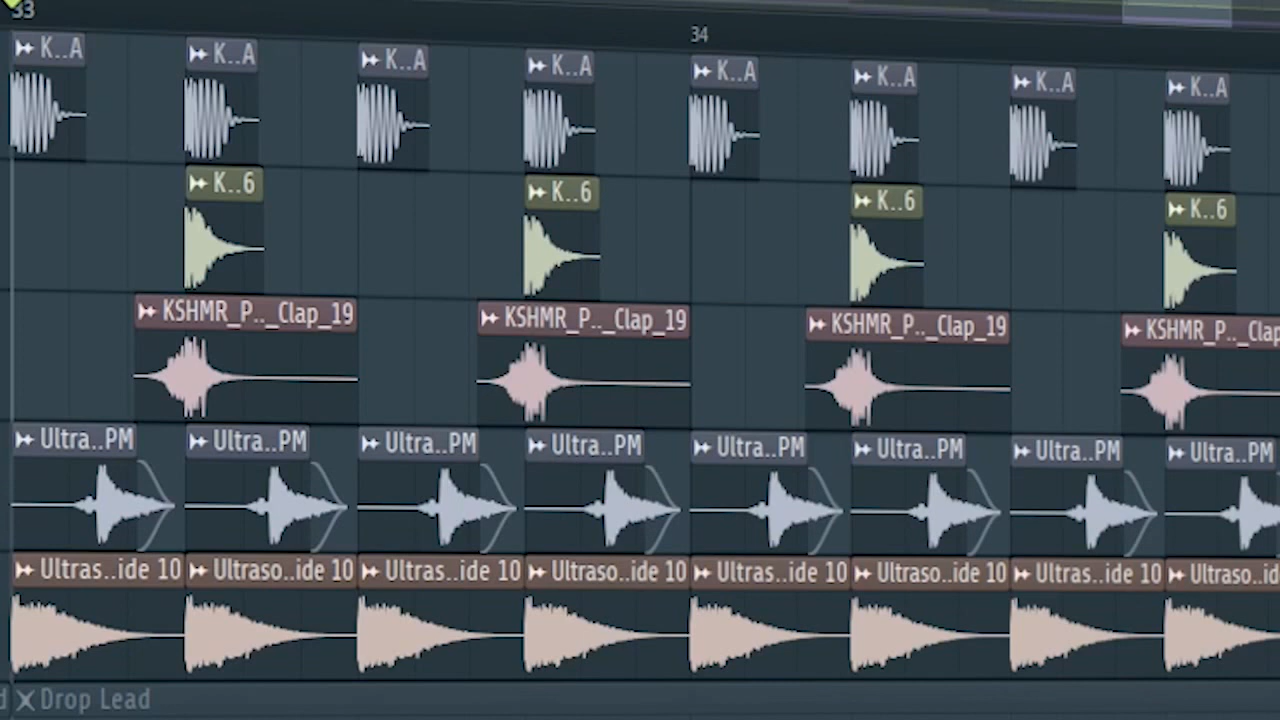 33
34
K..A K..A K..A K..A K..A K..A K..A K..A
K..6 K..6 K..6 K..6
KSHMR_P.._Clap_19 KSHMR_P.._Clap_19 KSHMR_P.._Clap_19 KSHMR_P.._Clap
Ultra..PM Ultra..PM Ultra..PM Ultra..PM Ultra..PM Ultra..PM Ultra..PM Ultra..PM
Ultras..ide 10 Ultraso..ide 10 Ultras..ide 10 Ultraso..ide 10 Ultras..ide 10 Ultraso..ide 10 Ultras..ide 10 Ultraso..id
d Drop Lead